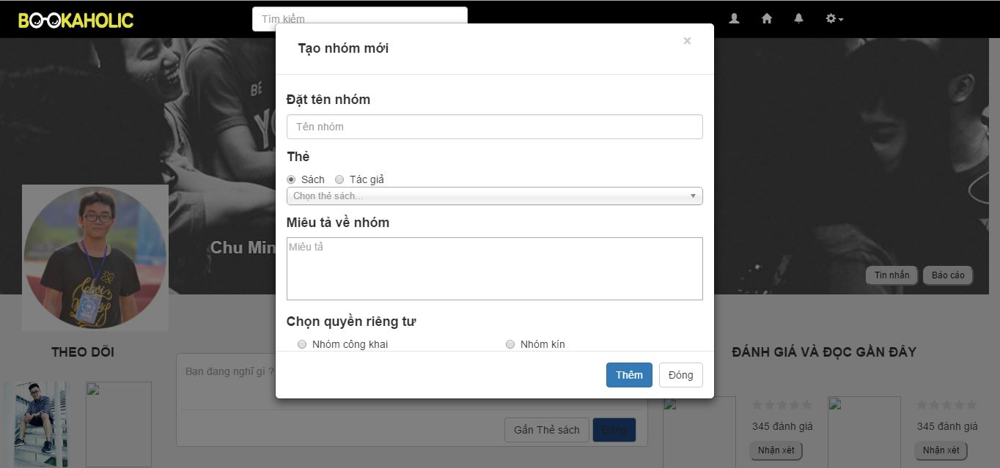 BOOKAHOLIC
Tìm kiếm
Tạo nhóm mới
×
Đặt tên nhóm
Tên nhóm
Thẻ
Sách Tác giả
Chọn thẻ sách...
Miêu tả về nhóm
Miêu tả
Chọn quyền riêng tư
Nhóm công khai Nhóm kín
Thêm Đóng
BE
Chu Min
Tin nhắn Báo cáo
THEO DÕI
Bạn đang nghĩ gì ?
Gắn Thẻ sách Đăng
ĐÁNH GIÁ VÀ ĐỌC GẦN ĐÂY
345 đánh giá 345 đánh giá
Nhận xét Nhận xét